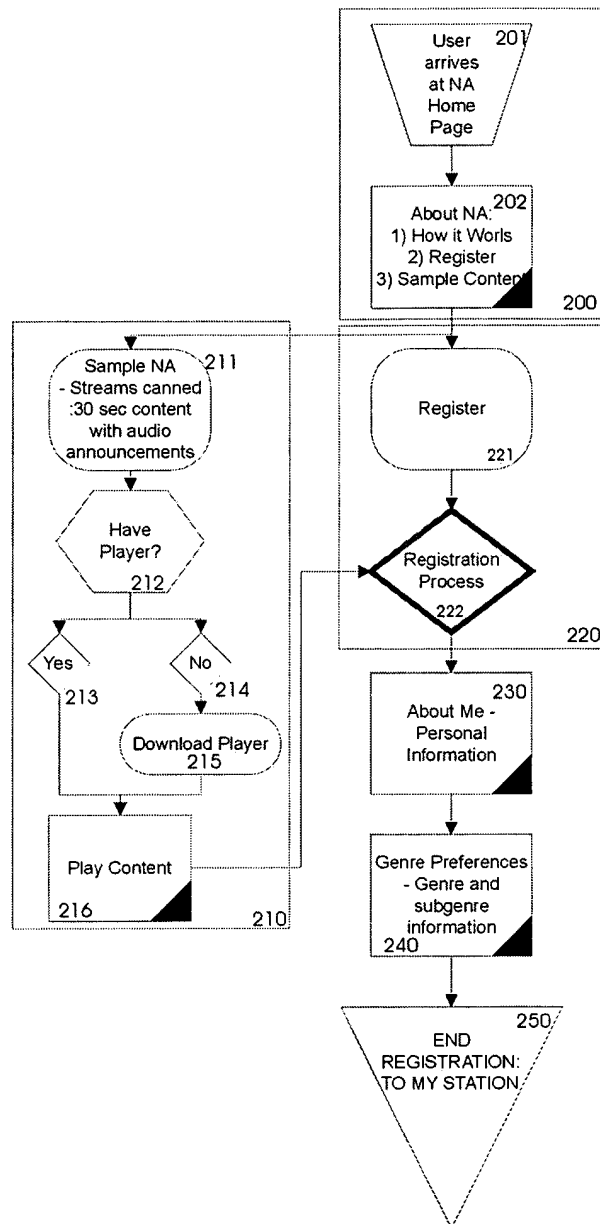 User 201
arrives
at NA
Home
Page
202
About NA:
1) How it Worls
2) Register
3) Sample Content
200
Sample NA 211
- Streams canned
:30 sec content
with audio
announcements
Register
221
Have
Player?
212
Registration
Process
222
220
Yes
213
No
214
Download Player
215
Play Content
216
210
230
About Me -
Personal
Information
Genre Preferences
- Genre and
subgenre
information
240
250
END
REGISTRATION:
TO MY STATION